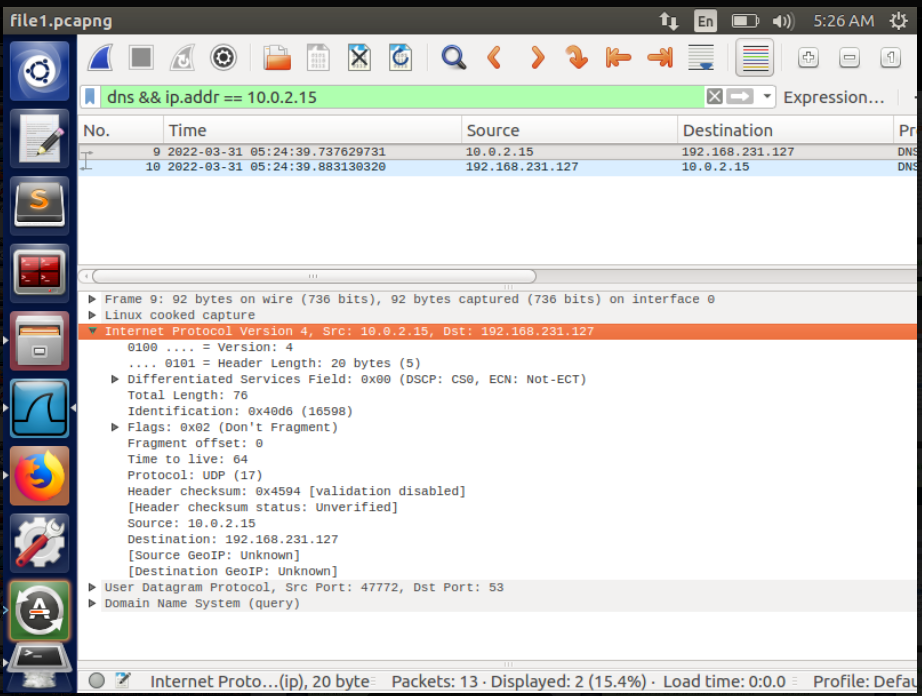 file1.pcapng En 5:26 AM
dns && ip.addr == 10.0.2.15 Expression…
No. Time Source Destination
9 2022-03-31 05:24:39.737629731 10.0.2.15 192.168.231.127 DNS
10 2022-03-31 05:24:39.883130320 192.168.231.127 10.0.2.15 DNS
Frame 9: 92 bytes on wire (736 bits), 92 bytes captured (736 bits) on interface 0
Linux cooked capture
Internet Protocol Version 4, Src: 10.0.2.15, Dst: 192.168.231.127
0100 .... = Version: 4
.... 0101 = Header Length: 20 bytes (5)
Differentiated Services Field: 0x00 (DSCP: CS0, ECN: Not-ECT)
Total Length: 76
Identification: 0x40d6 (16598)
Flags: 0x02 (Don't Fragment)
Fragment offset: 0
Time to live: 64
Protocol: UDP (17)
Header checksum: 0x4594 [validation disabled]
[Header checksum status: Unverified]
Source: 10.0.2.15
Destination: 192.168.231.127
[Source GeoIP: Unknown]
[Destination GeoIP: Unknown]
User Datagram Protocol, Src Port: 47772, Dst Port: 53
Domain Name System (query)
Internet Proto…(ip), 20 byte Packets: 13 · Displayed: 2 (15.4%) · Load time: 0:0.0 Profile: Defau